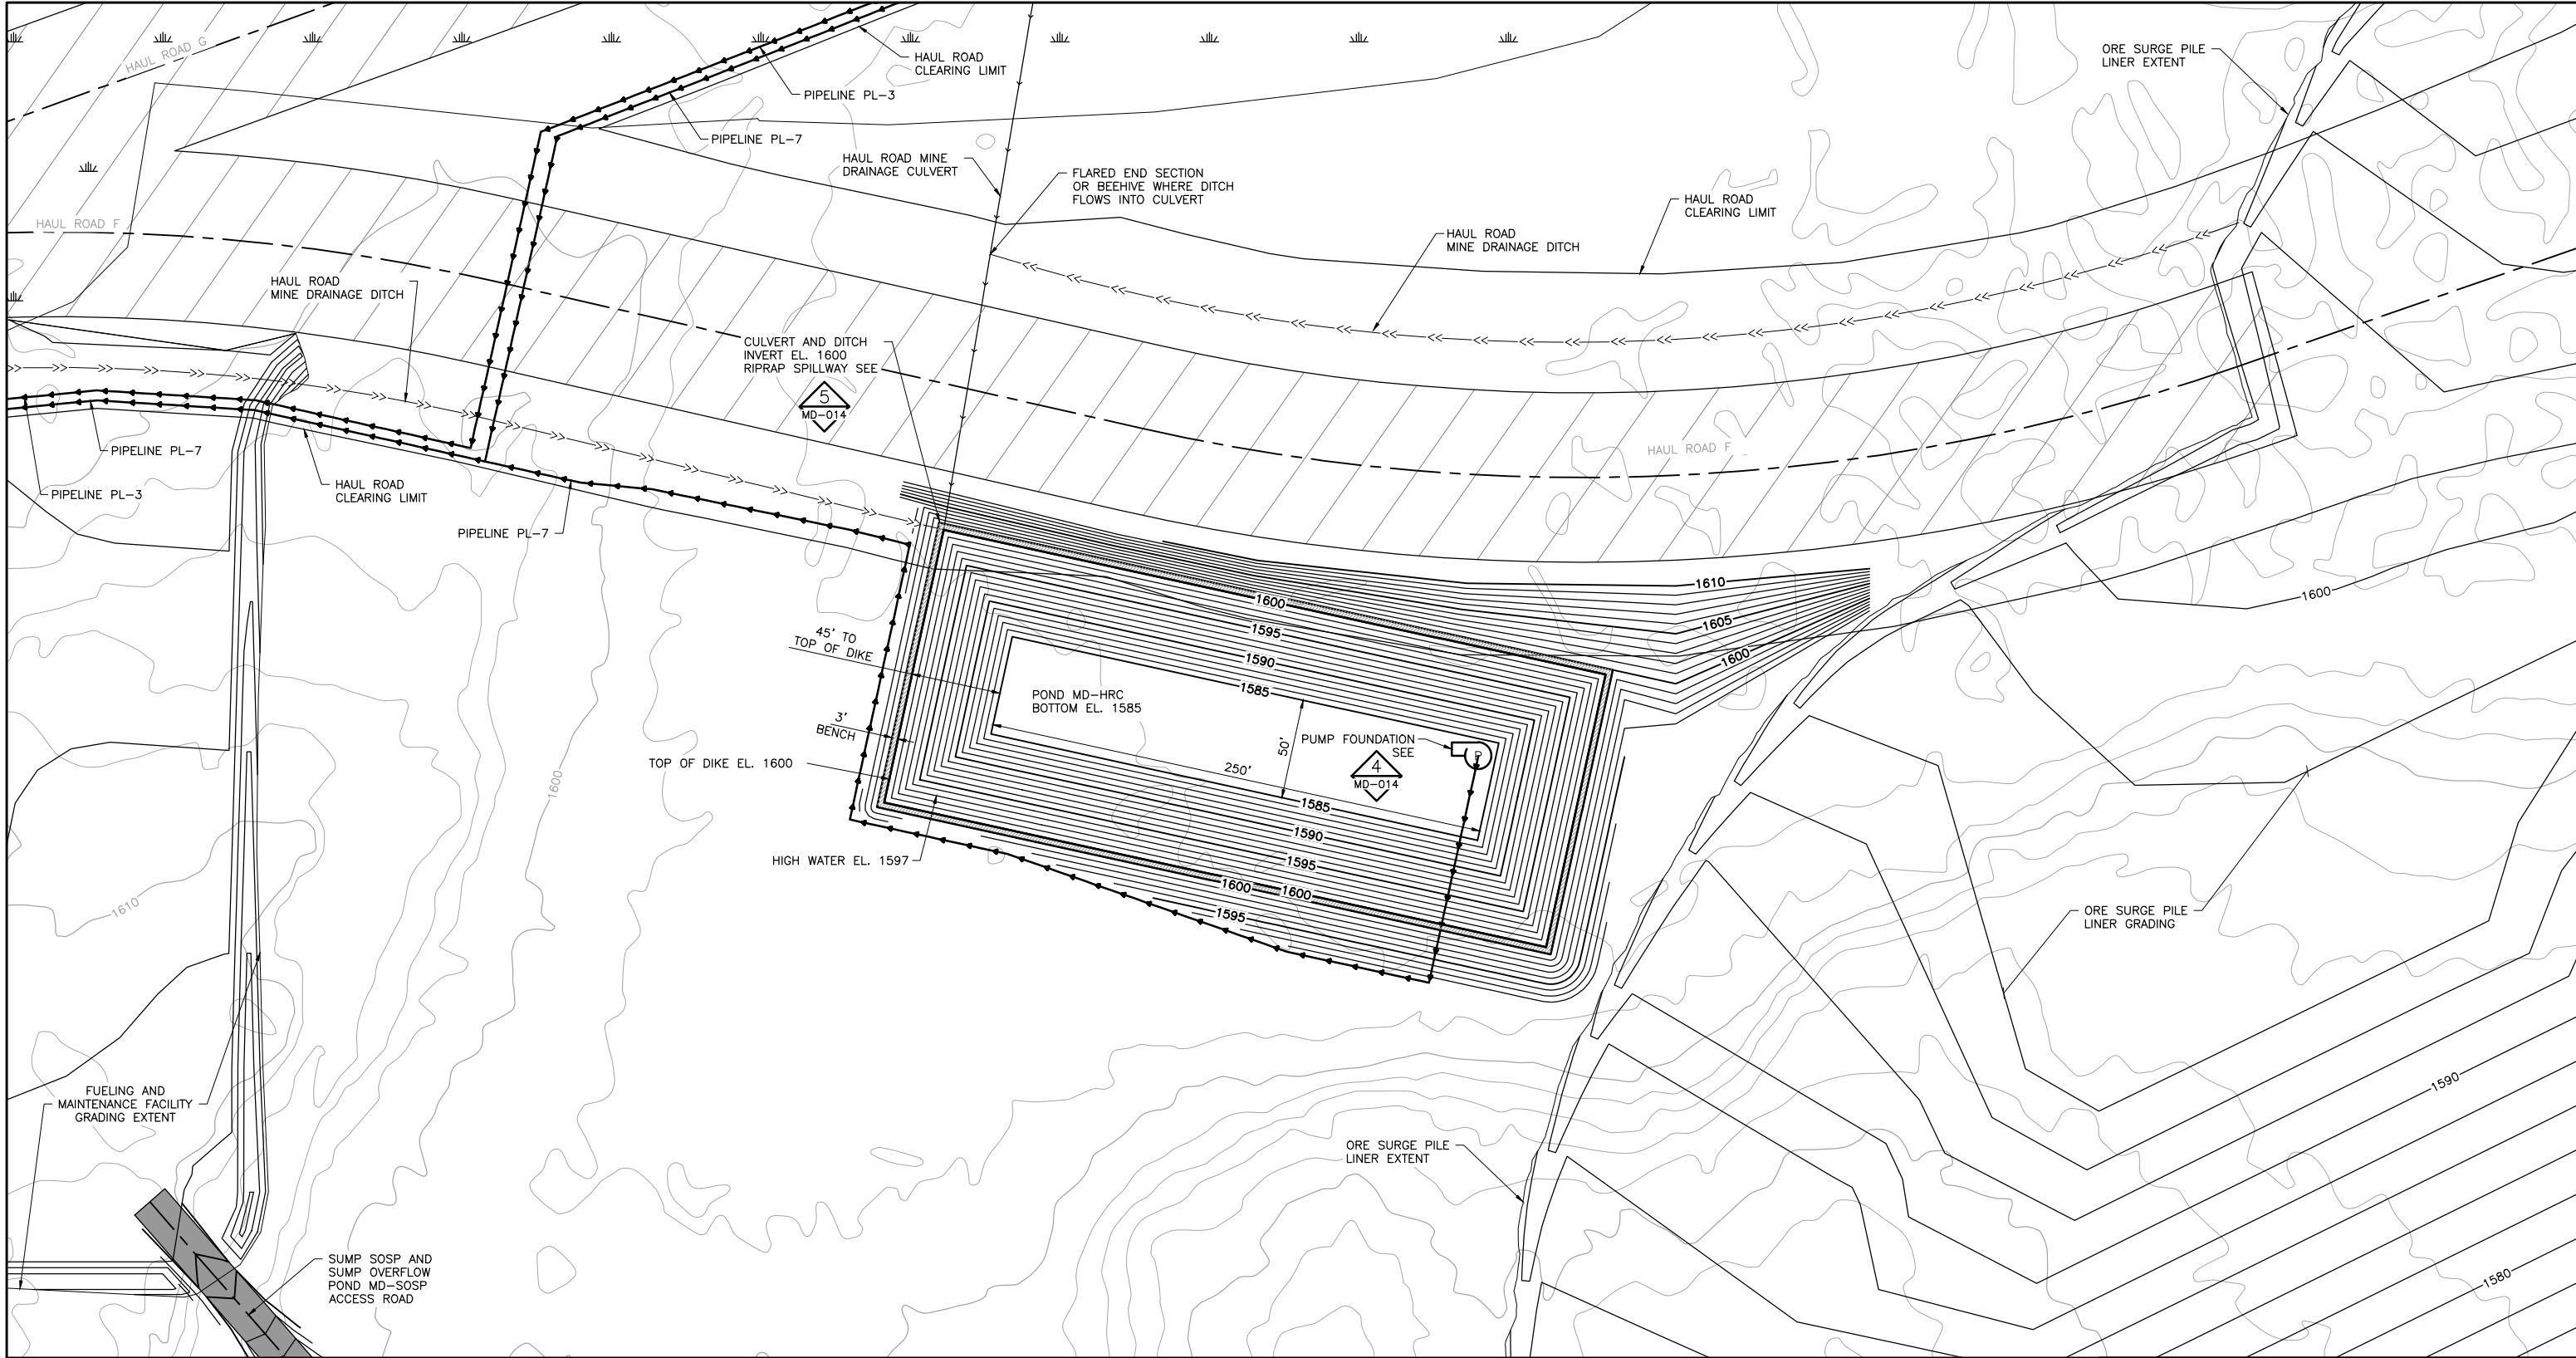 HAUL ROAD G
HAUL ROAD
CLEARING LIMIT
PIPELINE PL-3
PIPELINE PL-7
ORE SURGE PILE
LINER EXTENT
HAUL ROAD MINE
DRAINAGE CULVERT
FLARED END SECTION
OR BEEHIVE WHERE DITCH
FLOWS INTO CULVERT
HAUL ROAD
CLEARING LIMIT
HAUL ROAD F
HAUL ROAD
MINE DRAINAGE DITCH
HAUL ROAD
MINE DRAINAGE DITCH
CULVERT AND DITCH
INVERT EL. 1600
RIPRAP SPILLWAY SEE
5
MD-014
PIPELINE PL-7
HAUL ROAD F
PIPELINE PL-3
HAUL ROAD
CLEARING LIMIT
PIPELINE PL-7
1610
1600
1600
1605
1595
1600
1590
1585
45' TO
TOP OF DIKE
POND MD-HRC
BOTTOM EL. 1585
3'
BENCH
50'
PUMP FOUNDATION
SEE
P
4
MD-014
TOP OF DIKE EL. 1600
250'
1600
1585
1590
1595
HIGH WATER EL. 1597
1600
1600
1595
1610
ORE SURGE PILE
LINER GRADING
1590
FUELING AND
MAINTENANCE FACILITY
GRADING EXTENT
ORE SURGE PILE
LINER EXTENT
SUMP SOSP AND
SUMP OVERFLOW
POND MD-SOSP
ACCESS ROAD
1580